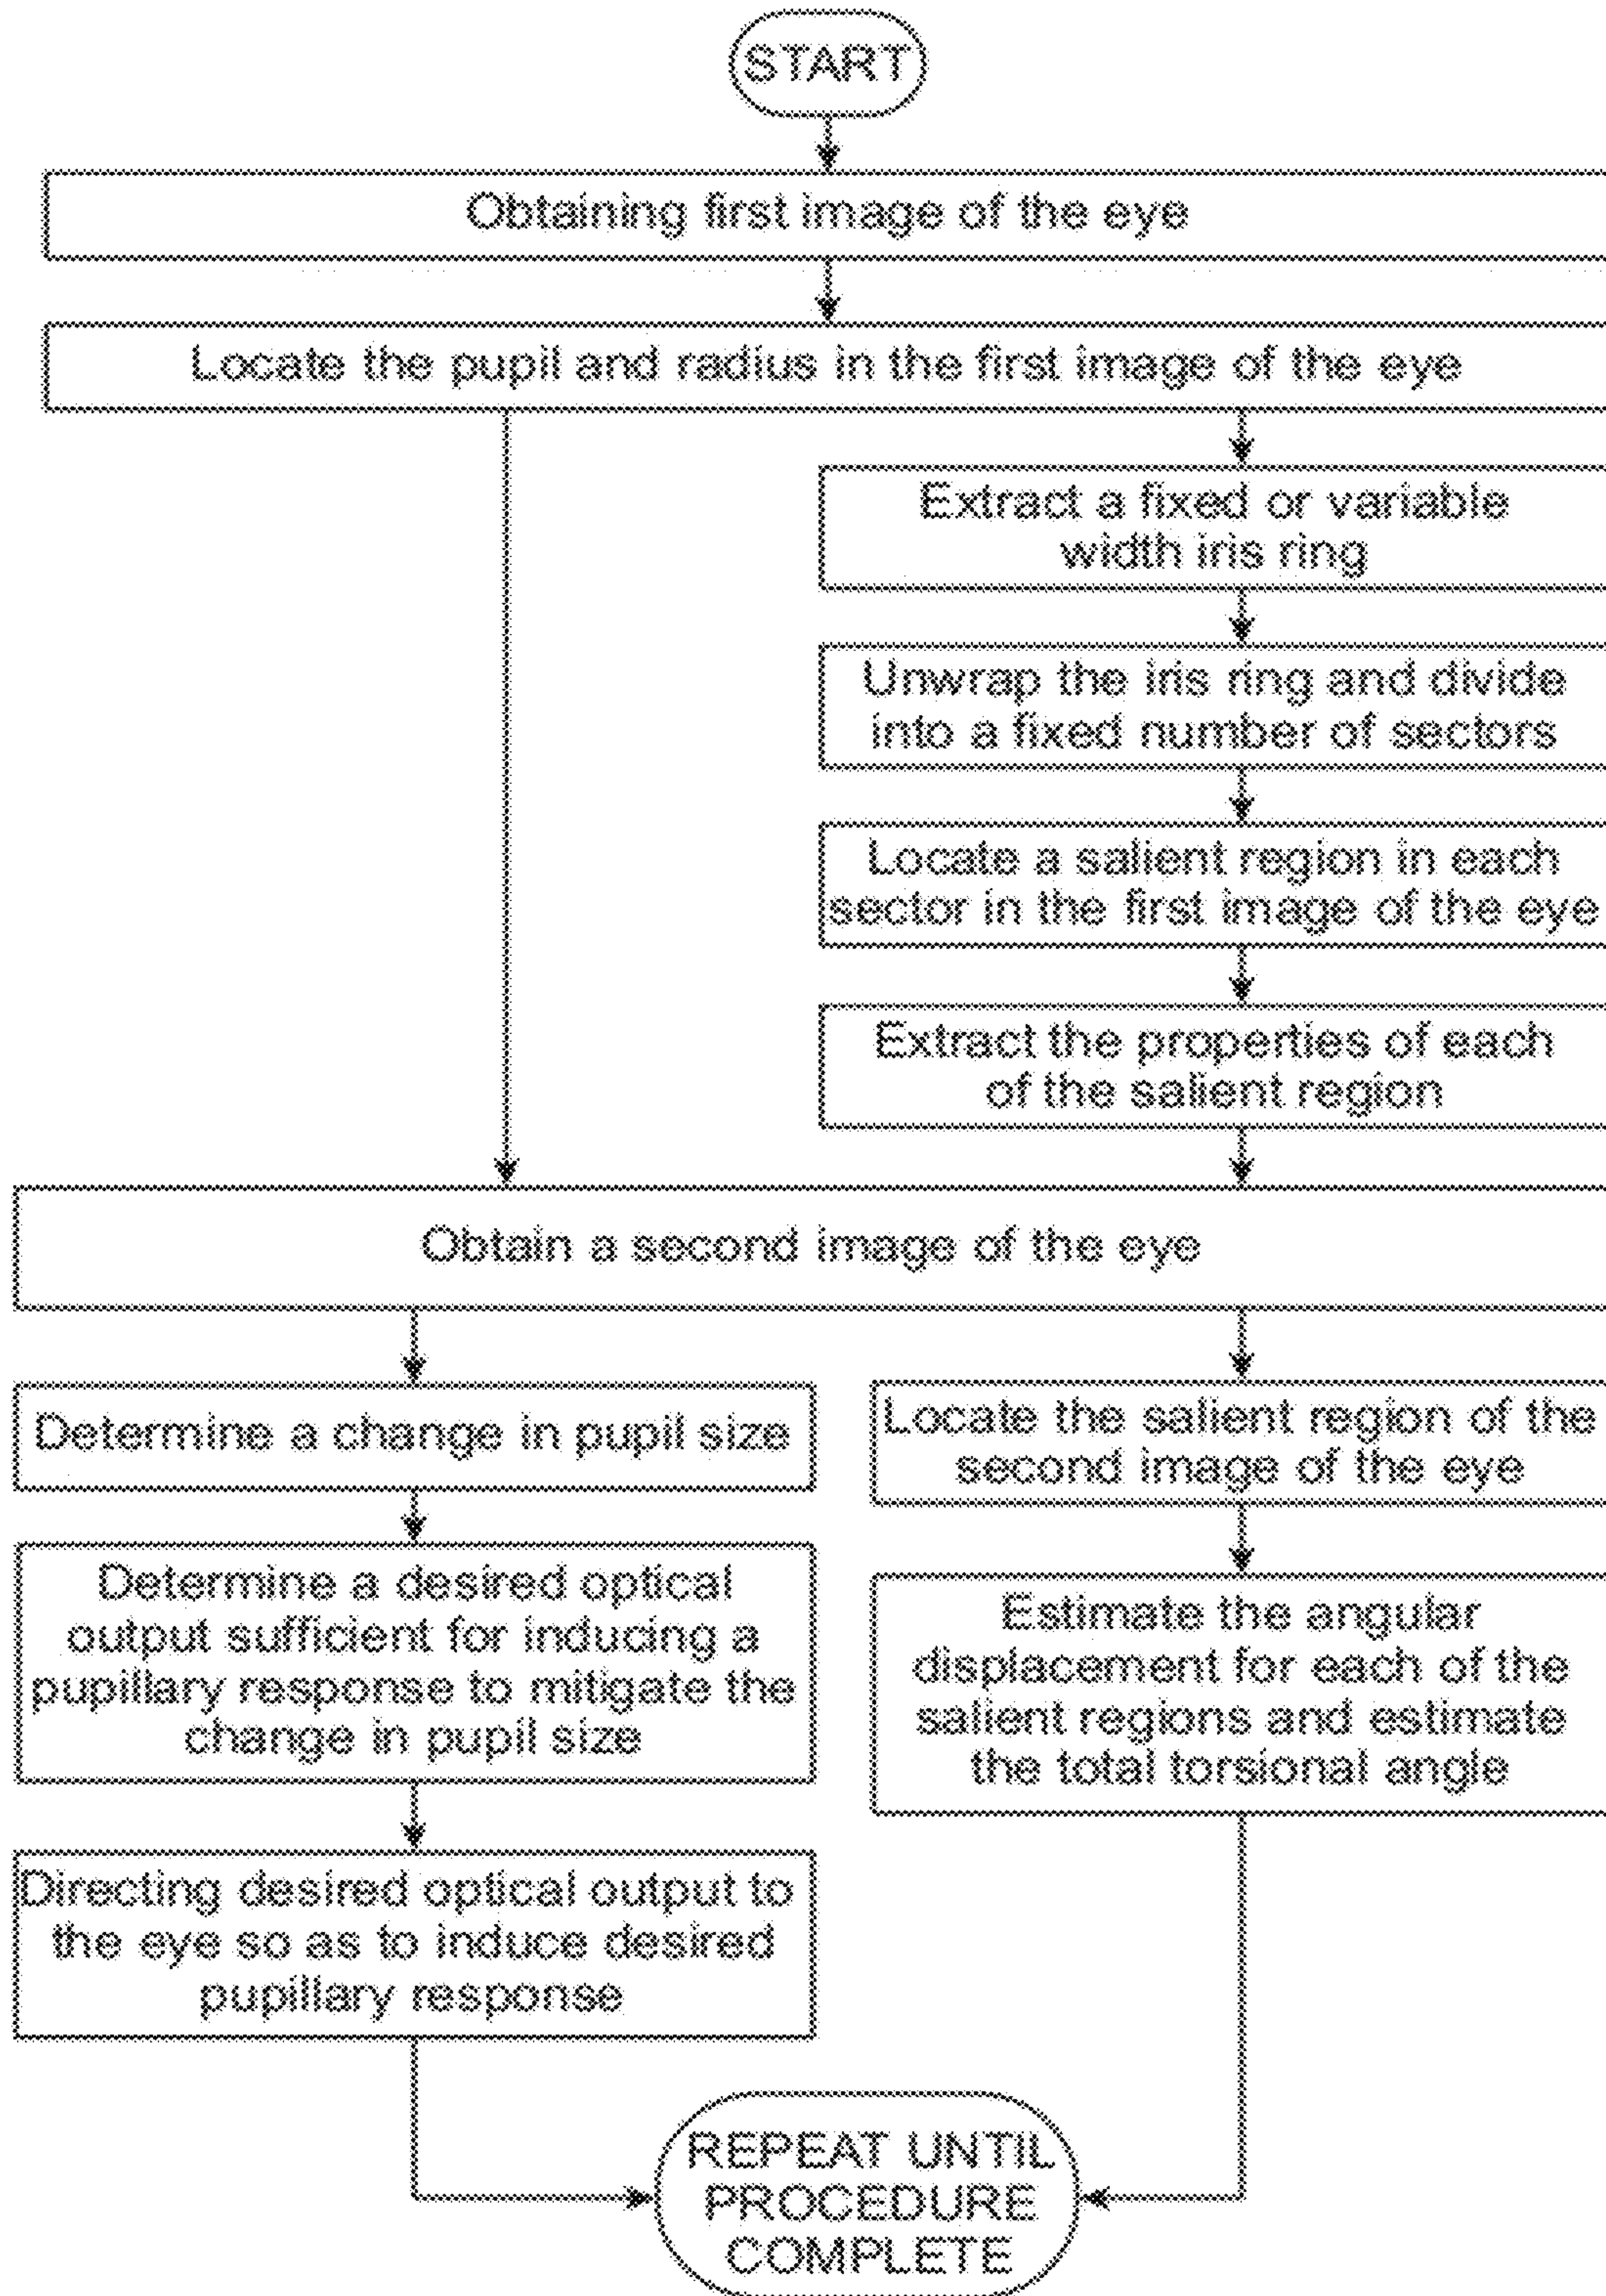 START
Obtaining first image of the eye
Locate the pupil and radius in the first image of the eye
Extract a fixed or variable
width iris ring
Unwrap the iris ring and divide
into a fixed number of sectors
Locate a salient region in each
sector in the first image of the eye
Extract the properties of each
of the salient region
Obtain a second image of the eye
Determine a change in pupil size
Determine a desired optical
output sufficient for inducing a
pupillary response to mitigate the
change in pupil size
Directing desired optical output to
the eye so as to induce desired
pupillary response
Locate the salient region of the
second image of the eye
Estimate the angular
displacement for each of the
salient regions and estimate
the total torsional angle
REPEAT UNTIL
PROCEDURE
COMPLETE